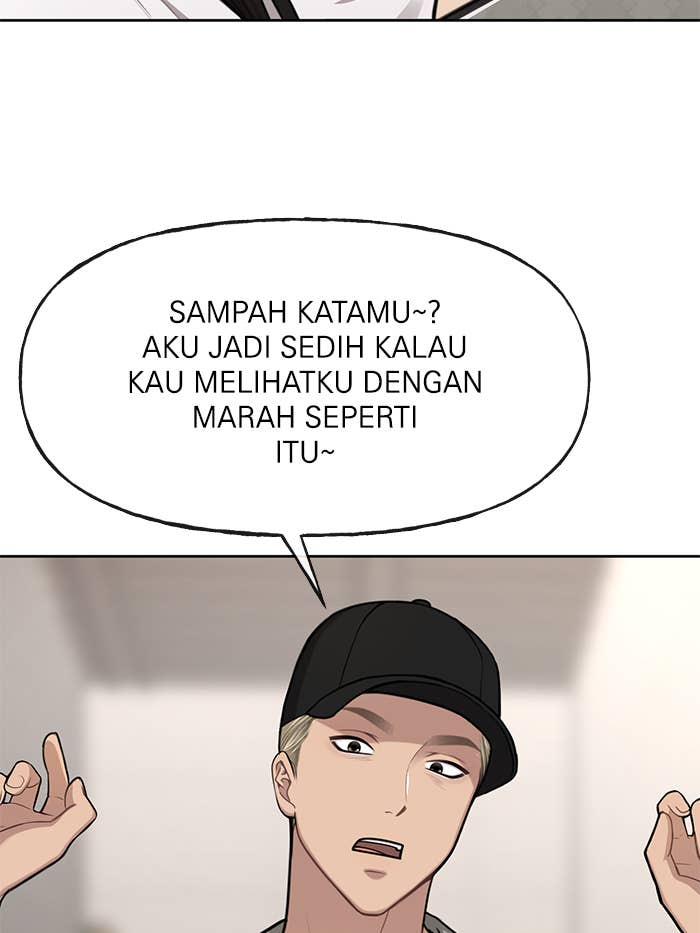 SAMPAH KATAMU~?
AKU JADI SEDIH KALAU
KAU MELIHATKU DENGAN
MARAH SEPERTI
ITU~